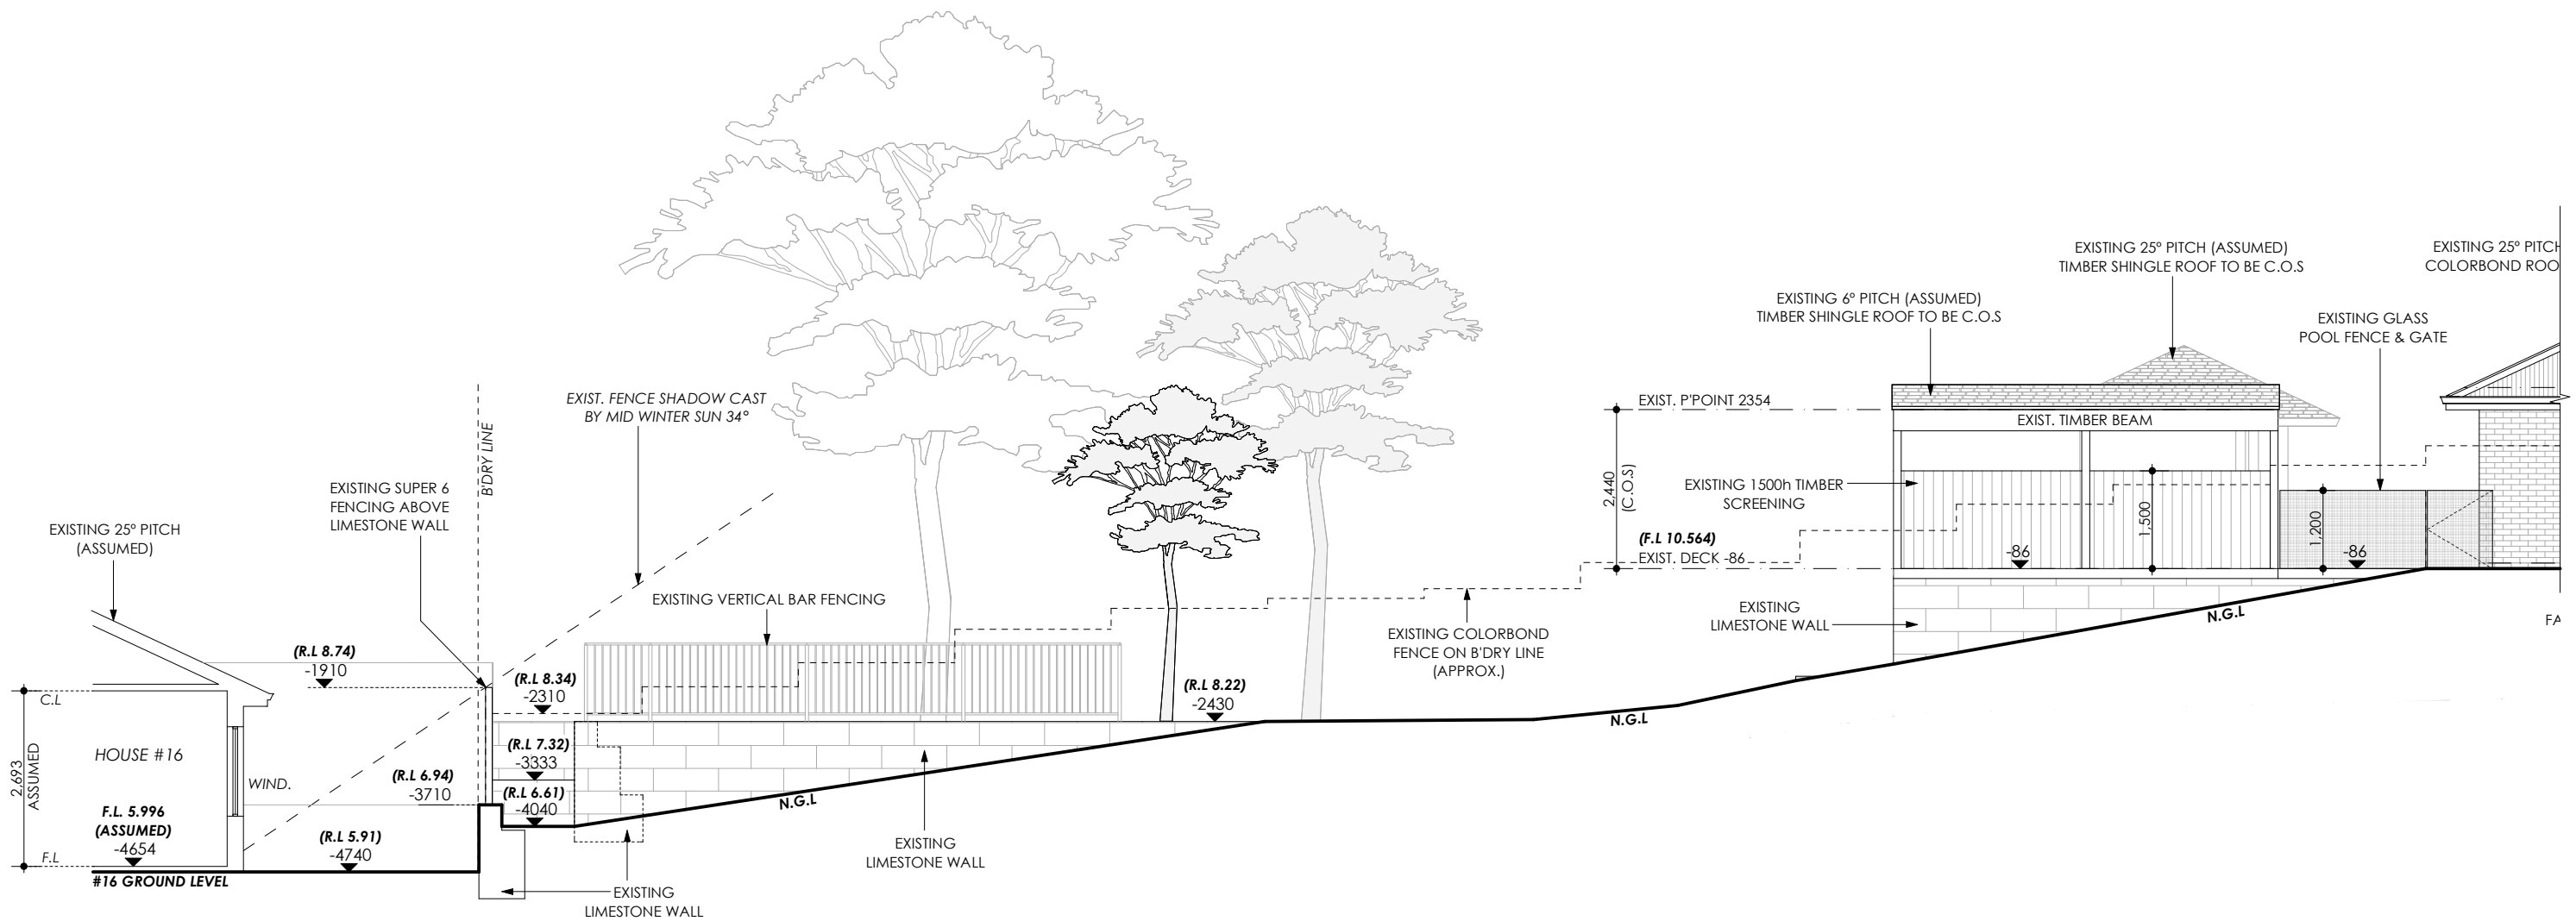 EXISTING 25º PITCH (ASSUMED)
TIMBER SHINGLE ROOF TO BE C.O.S
EXISTING 25º PITCH
COLORBOND ROO
EXISTING 6º PITCH (ASSUMED)
TIMBER SHINGLE ROOF TO BE C.O.S
EXISTING GLASS
POOL FENCE & GATE
EXIST. FENCE SHADOW CAST
BY MID WINTER SUN 34°
EXIST. P'POINT 2354
EXIST. TIMBER BEAM
B'DRY LINE
EXISTING SUPER 6
FENCING ABOVE
LIMESTONE WALL
2,440
(C.O.S)
EXISTING 1500h TIMBER
SCREENING
1,500
1,200
EXISTING 25º PITCH
(ASSUMED)
(F.L 10.564)
EXIST. DECK -86
-86
-86
EXISTING VERTICAL BAR FENCING
EXISTING COLORBOND
FENCE ON B'DRY LINE
(APPROX.)
EXISTING
LIMESTONE WALL
N.G.L
FA
(R.L 8.74)
-1910
(R.L 8.34)
-2310
(R.L 8.22)
-2430
N.G.L
C.L
HOUSE #16
WIND.
2,693
ASSUMED
(R.L 7.32)
-3333
(R.L 6.94)
-3710
(R.L 6.61)
-4040
N.G.L
F.L. 5.996
(ASSUMED)
-4654
(R.L 5.91)
-4740
F.L
#16 GROUND LEVEL
EXISTING
LIMESTONE WALL
EXISTING
LIMESTONE WALL